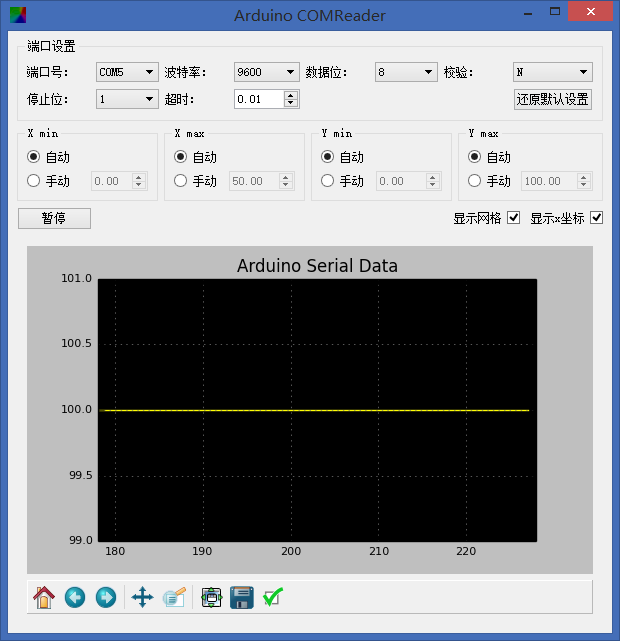 Arduino COMReader
端口设置
端口号: COM5 波特率: 9600 数据位: 8 校验: N
停止位: 1 超时: 0.01 还原默认设置
X min X max Y min Y max
自动 自动 自动 自动
手动 0.00 手动 50.00 手动 0.00 手动 100.00
暂停 显示网格 显示x坐标
Arduino Serial Data
101.0
100.5
100.0
99.5
99.0
180 190 200 210 220